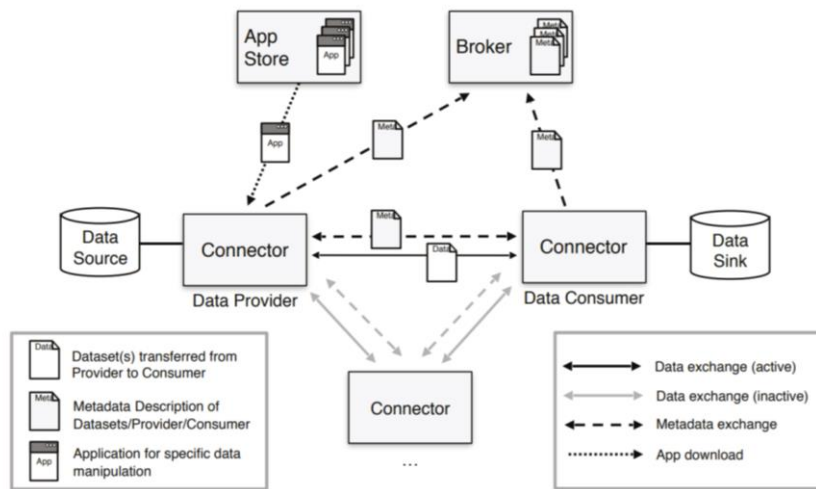 App
Store
App
Broker
Meta
App
Meta
Meta
Data
Source
Connector
Meta
Data
Connector
Data
Sink
Data Provider
Data Consumer
Data
Dataset(s) transferred from
Provider to Consumer
Meta
Metadata Description of
Datasets/Provider/Consumer
App
Application for specific data
manipulation
Connector
...
Data exchange (active)
Data exchange (inactive)
Metadata exchange
App download